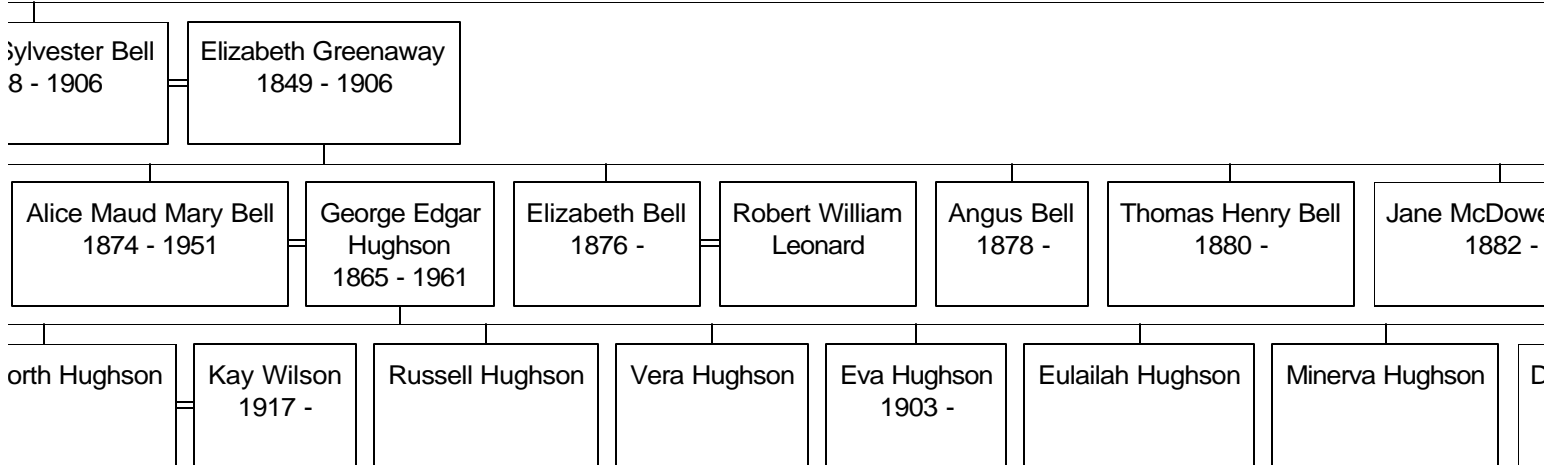 Sylvester Bell
8 - 1906
Elizabeth Greenaway
1849 - 1906
Alice Maud Mary Bell
1874 - 1951
George Edgar
Hughson
1865 - 1961
Elizabeth Bell
1876 -
Robert William
Leonard
Angus Bell
1878 -
Thomas Henry Bell
1880 -
Jane McDowe
1882 -
orth Hughson
Kay Wilson
1917 -
Russell Hughson
Vera Hughson
Eva Hughson
1903 -
Eulailah Hughson
Minerva Hughson
D